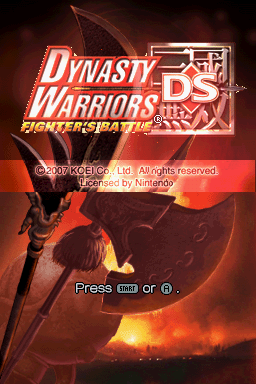 DYNASTY
WARRIORS DS
FIGHTER'S BATTLE®
© 2007 KOEI Co., Ltd. All rights reserved.
Licensed by Nintendo
Press START or A .